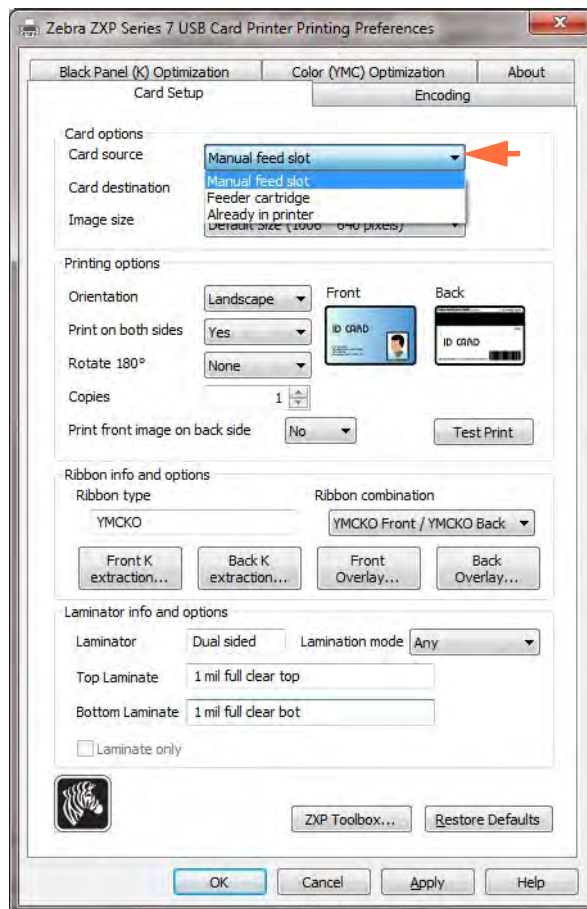 Zebra ZXP Series 7 USB Card Printer Printing Preferences
Black Panel (K) Optimization Color (YMC) Optimization About
Card Setup Encoding
Card options
Card source Manual feed slot
Manual feed slot
Card destination Feeder cartridge
Already in printer
Image size Default Size (1006 640 pixels)
Printing options
Orientation Landscape Front Back
Print on both sides Yes ID CARD ID CARD
Rotate 180° None
Copies 1
Print front image on back side No Test Print
Ribbon info and options
Ribbon type Ribbon combination
YMCKO YMCKO Front / YMCKO Back
Front K extraction... Back K extraction... Front Overlay... Back Overlay...
Laminator info and options
Laminator Dual sided Lamination mode Any
Top Laminate 1 mil full clear top
Bottom Laminate 1 mil full clear bot
Laminate only
ZXP Toolbox... Restore Defaults
OK Cancel Apply Help